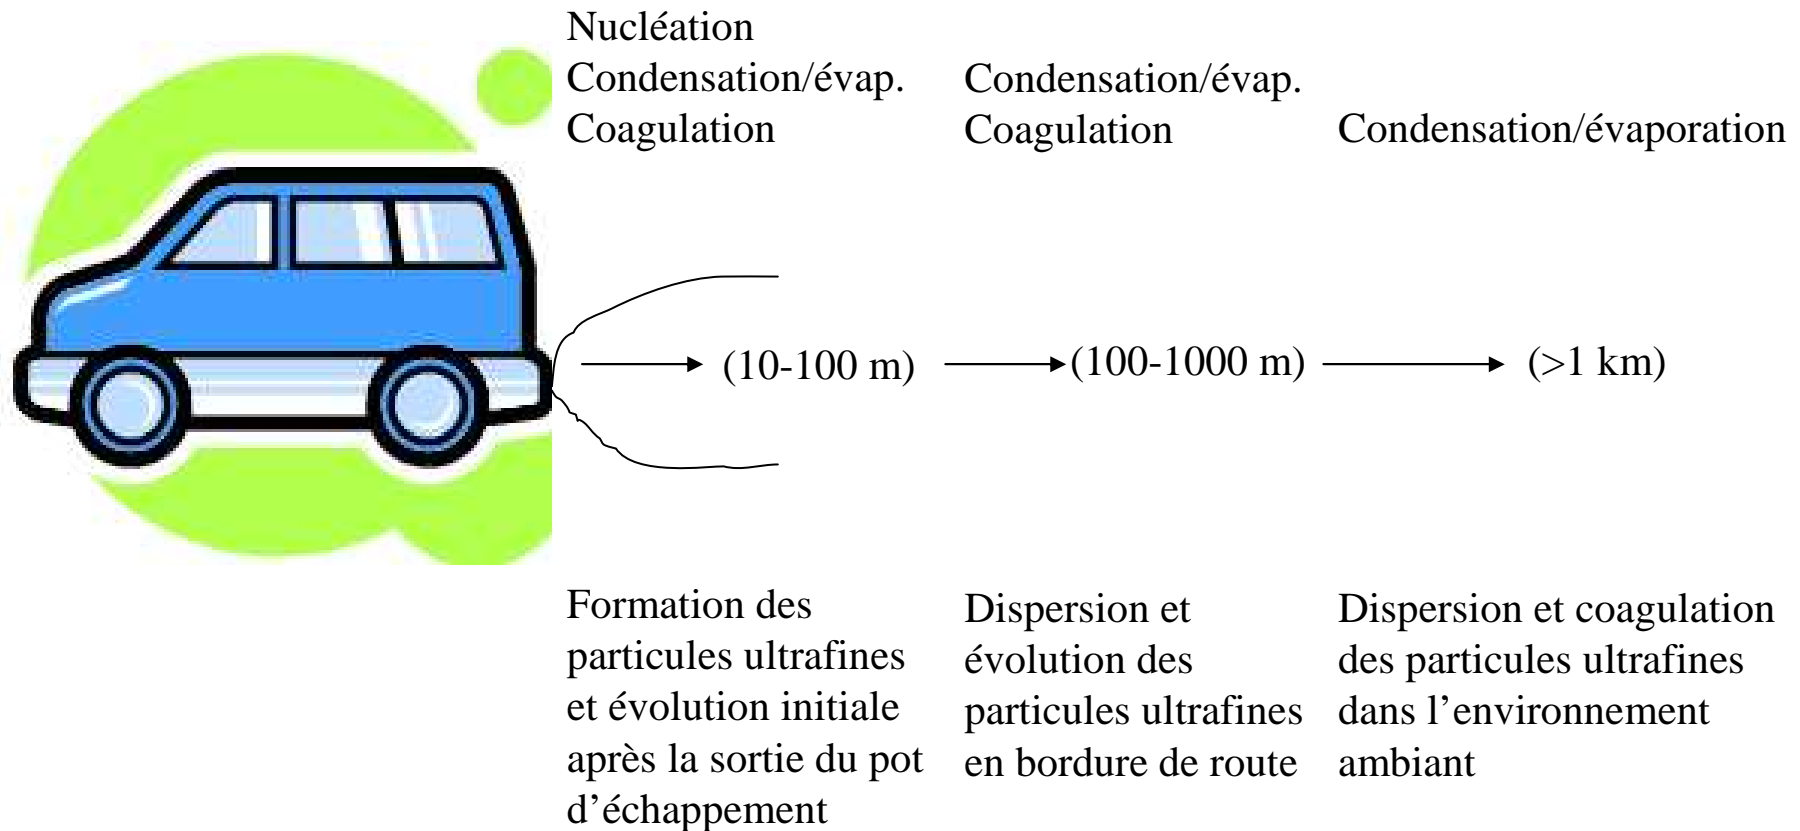 Nucléation
Condensation/évap.
Coagulation
Condensation/évap.
Coagulation
Condensation/évaporation
(10-100 m)
(100-1000 m)
(>1 km)
Formation des
particules ultrafines
et évolution initiale
après la sortie du pot
d’échappement
Dispersion et
évolution des
particules ultrafines
en bordure de route
Dispersion et coagulation
des particules ultrafines
dans l’environnement
ambiant